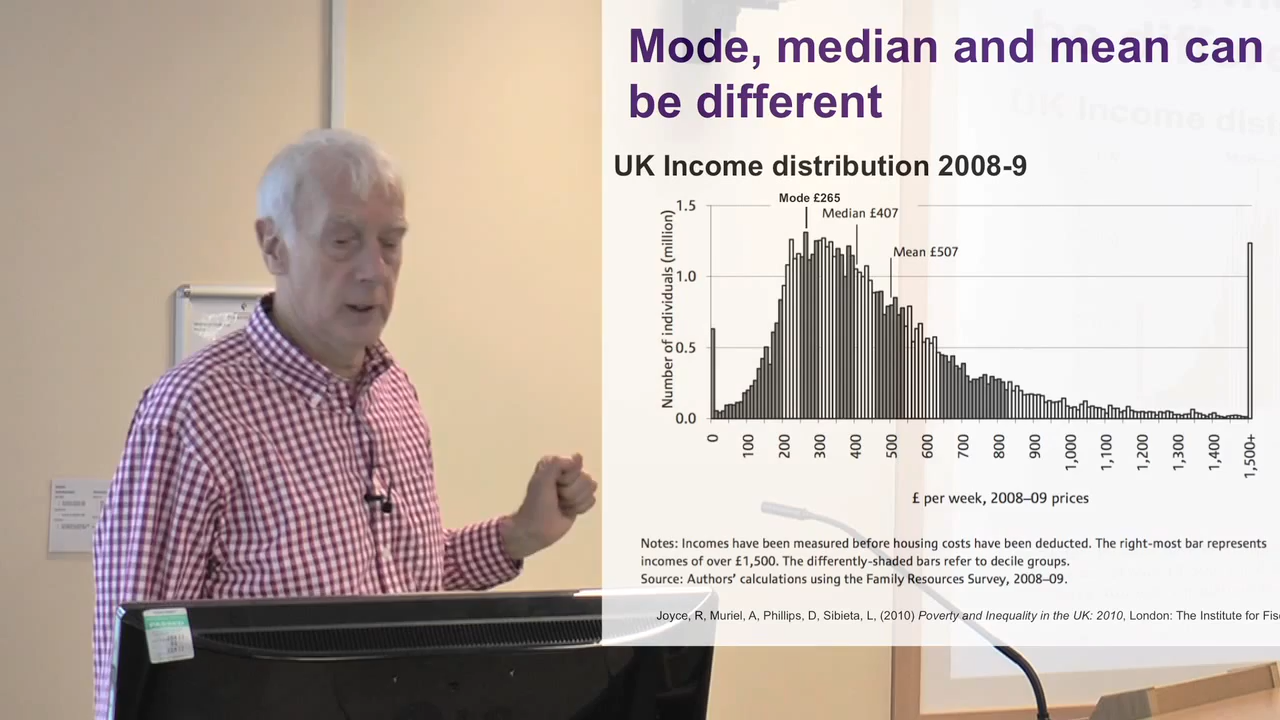 Mode, median and mean can
be different
UK Income distribution 2008-9
Mode £265
Median £407
Mean £507
Number of individuals (million)
1.5
1.0
0.5
0.0
0 100 200 300 400 500 600 700 800 900 1,000 1,100 1,200 1,300 1,400 1,500+
£ per week, 2008–09 prices
Notes: Incomes have been measured before housing costs have been deducted. The right-most bar represents
incomes of over £1,500. The differently-shaded bars refer to decile groups.
Source: Authors' calculations using the Family Resources Survey, 2008–09.
Joyce, R, Muriel, A, Phillips, D, Sibieta, L, (2010) Poverty and Inequality in the UK: 2010, London: The Institute for
PASSED
UK Income